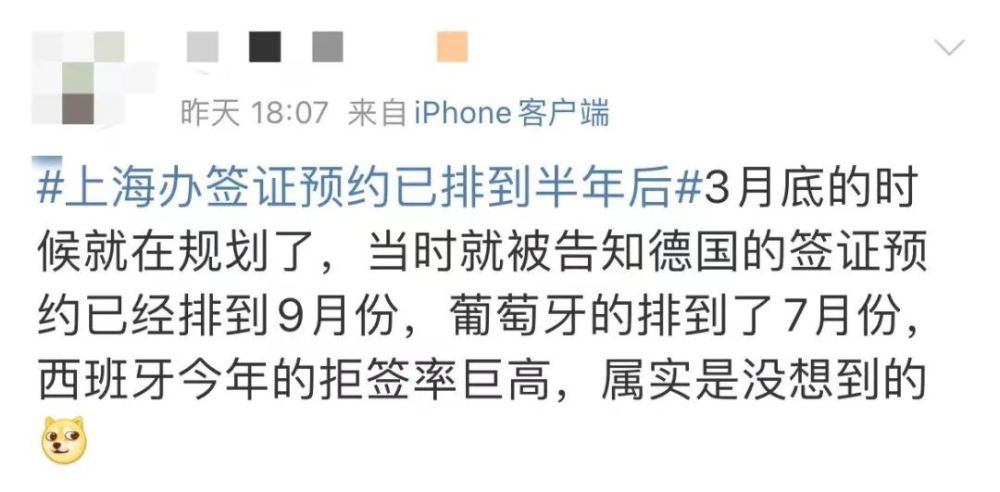 昨天 18:07 来自 iPhone客户端
#上海办签证预约已排到半年后#3月底的时
候就在规划了，当时就被告知德国的签证预
约已经排到9月份，葡萄牙的排到了7月份，
西班牙今年的拒签率巨高，属实是没想到的